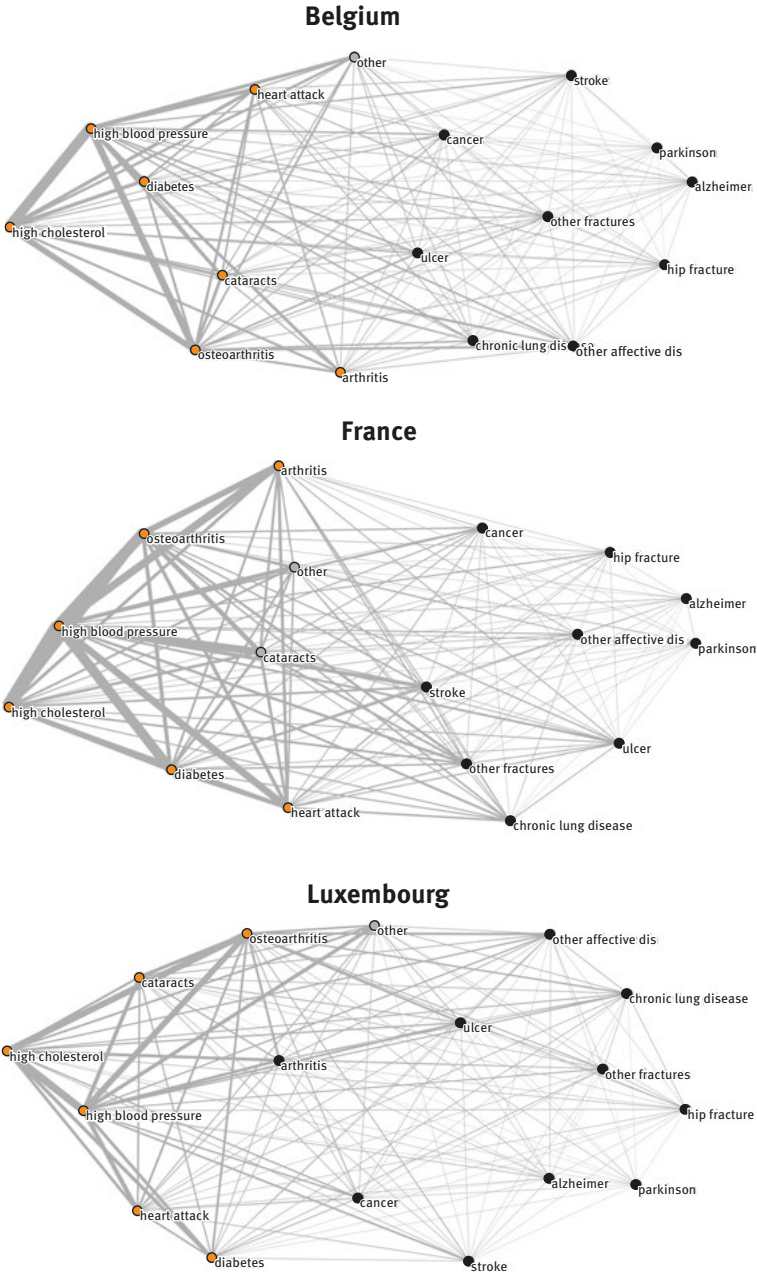 Belgium
other
stroke
heart attack
high blood pressure
cancer
parkinson
diabetes
alzheimer
other fractures
high cholesterol
ulcer
hip fracture
cataracts
osteoarthritis
chronic lung disease
other affective dis
arthritis
France
arthritis
cancer
osteoarthritis
hip fracture
other
alzheimer
high blood pressure
other affective dis
parkinson
cataracts
stroke
high cholesterol
ulcer
other fractures
diabetes
heart attack
chronic lung disease
Luxembourg
other
osteoarthritis
other affective dis
cataracts
chronic lung disease
ulcer
high cholesterol
arthritis
other fractures
high blood pressure
hip fracture
alzheimer
parkinson
cancer
heart attack
diabetes
stroke